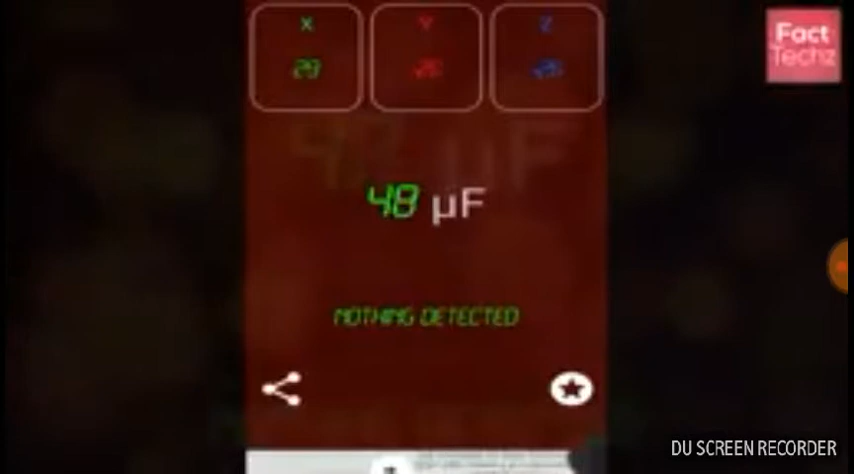 X Y Z
29
48 µF
NOTHING DETECTED
Fact
Techz
DU SCREEN RECORDER